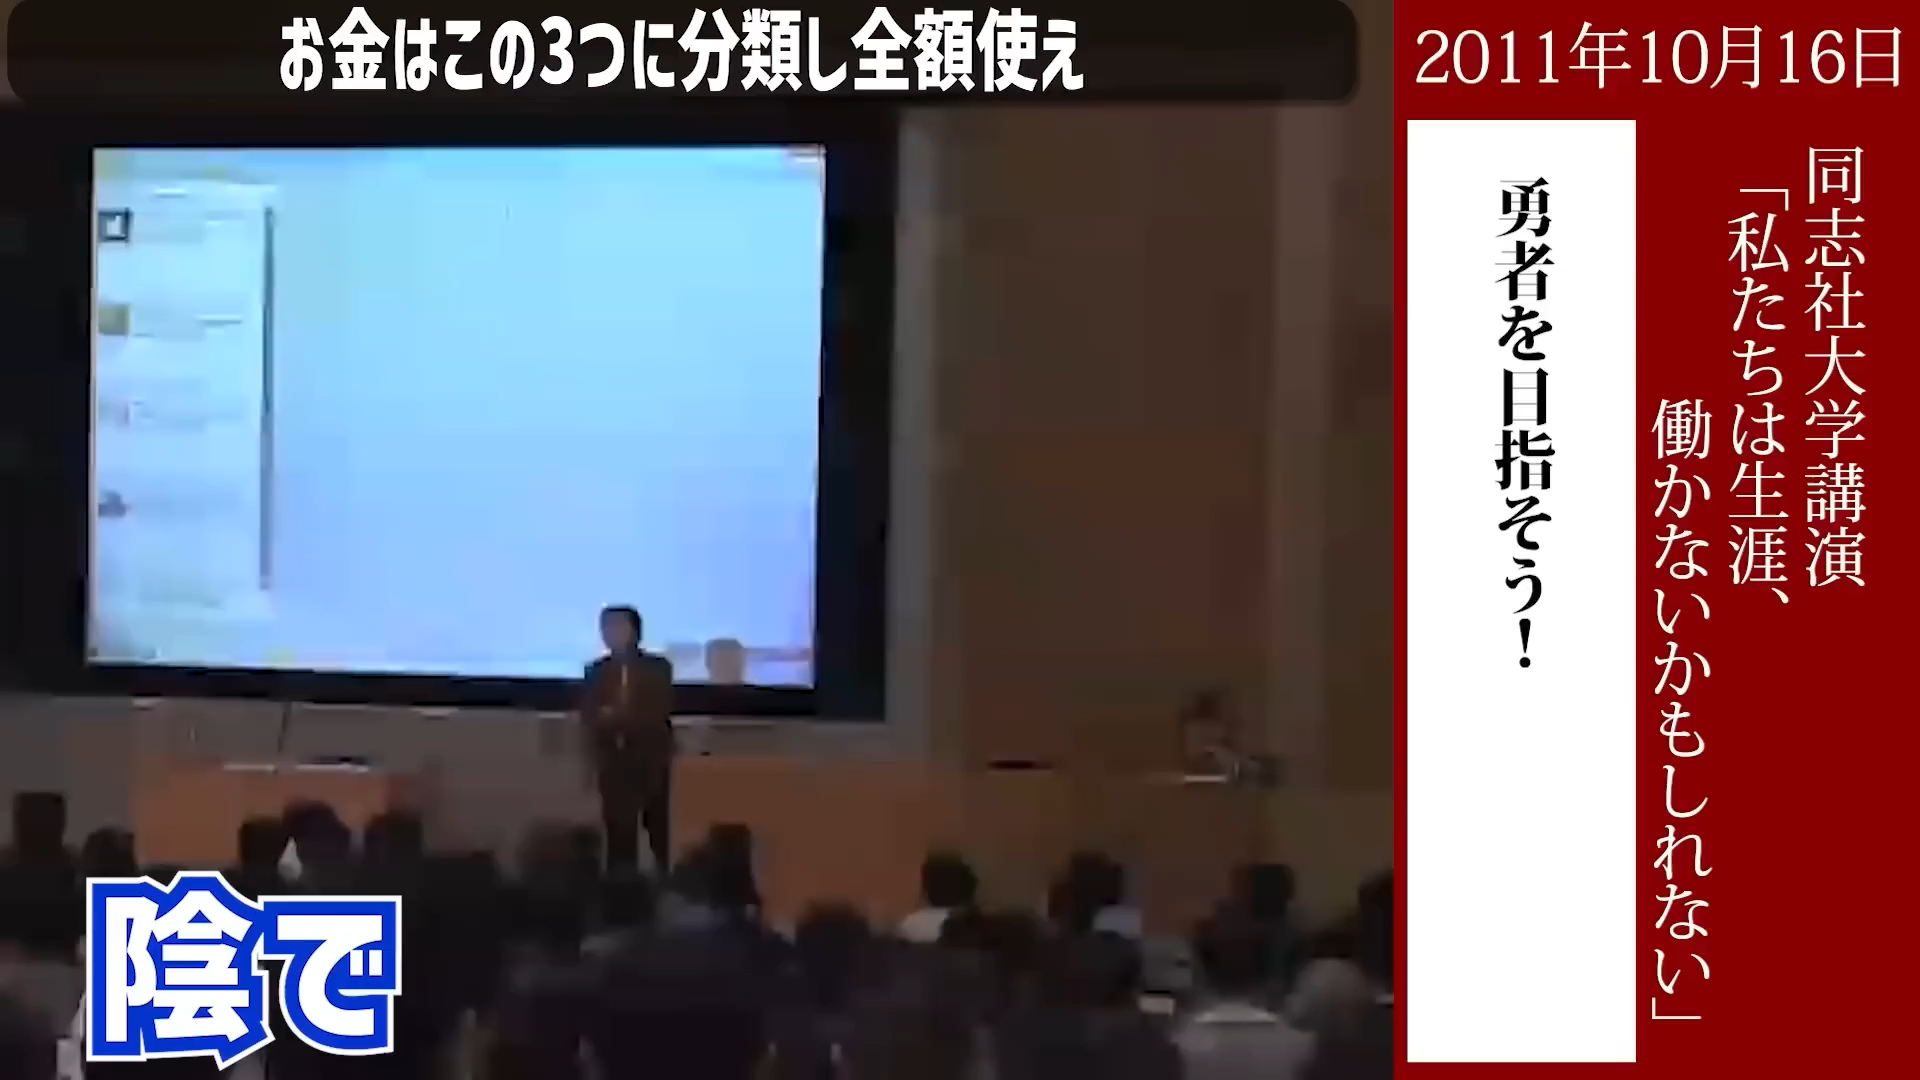 お金はこの3つに分類し全額使え
2011年10月16日
同志社大学講演
「私たちは生涯、
働かないかもしれない」
勇者を目指そう！
陰で